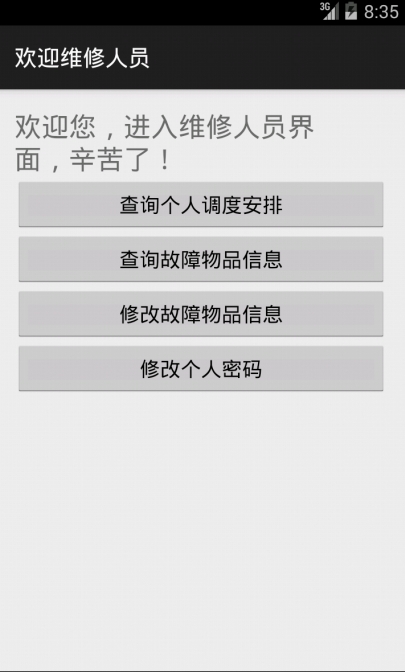 3G 8:35
欢迎维修人员
欢迎您，进入维修人员界
面，辛苦了！
查询个人调度安排
查询故障物品信息
修改故障物品信息
修改个人密码